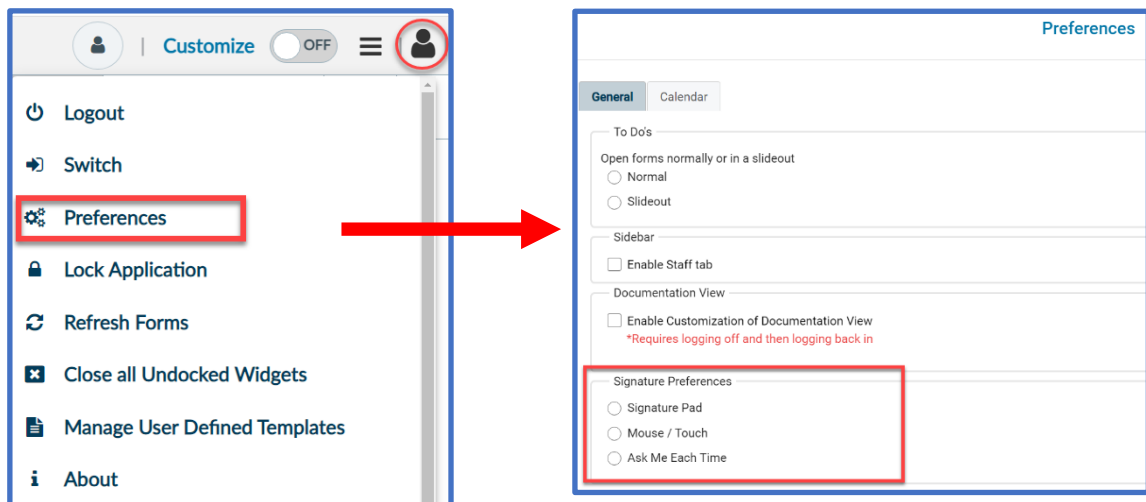 Customize OFF
Logout
Switch
Preferences
Lock Application
Refresh Forms
Close all Undocked Widgets
Manage User Defined Templates
About
Preferences
General Calendar
To Do's
Open forms normally or in a slideout
Normal
Slideout
Sidebar
Enable Staff tab
Documentation View
Enable Customization of Documentation View
*Requires logging off and then logging back in
Signature Preferences
Signature Pad
Mouse / Touch
Ask Me Each Time